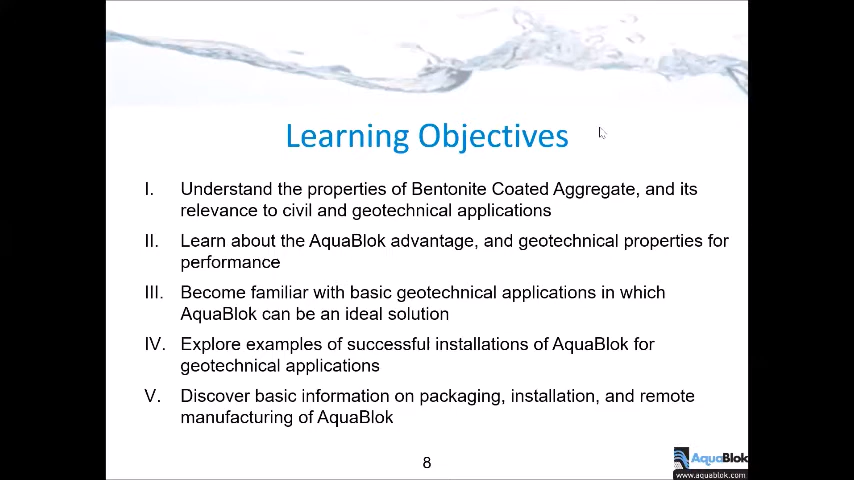 Learning Objectives
I. Understand the properties of Bentonite Coated Aggregate, and its
relevance to civil and geotechnical applications
II. Learn about the AquaBlok advantage, and geotechnical properties for
performance
III. Become familiar with basic geotechnical applications in which
AquaBlok can be an ideal solution
IV. Explore examples of successful installations of AquaBlok for
geotechnical applications
V. Discover basic information on packaging, installation, and remote
manufacturing of AquaBlok
8
AquaBlok
www.aquablok.com